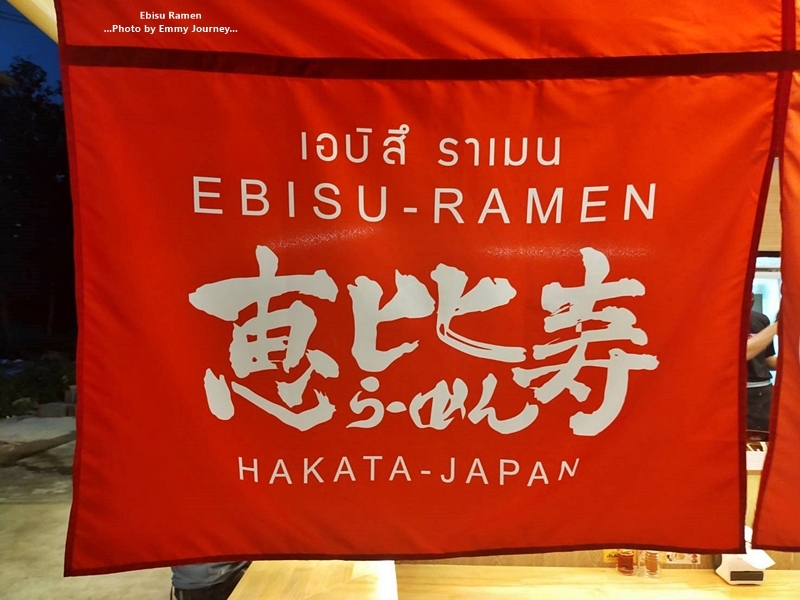 Ebisu Ramen
...Photo by Emmy Journey...
เอบิสึ ราเมน
EBISU-RAMEN
恵比寿
らーめん
HAKATA-JAPAN